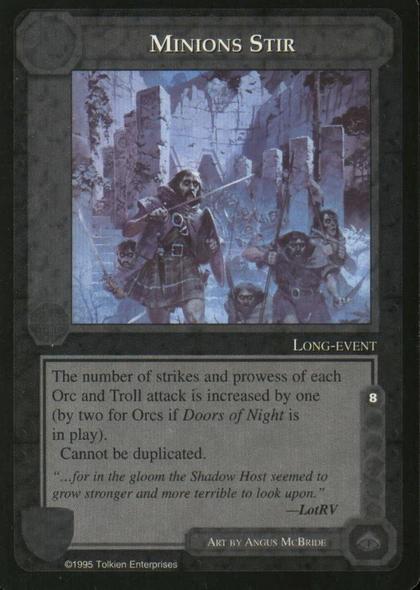 MINIONS STIR
LONG-EVENT
The number of strikes and prowess of each
Orc and Troll attack is increased by one
(by two for Orcs if Doors of Night is
in play).
Cannot be duplicated.
8
“...for in the gloom the Shadow Host seemed to
grow stronger and more terrible to look upon.”
—LotRV
ART BY ANGUS MCBRIDE
©1995 Tolkien Enterprises